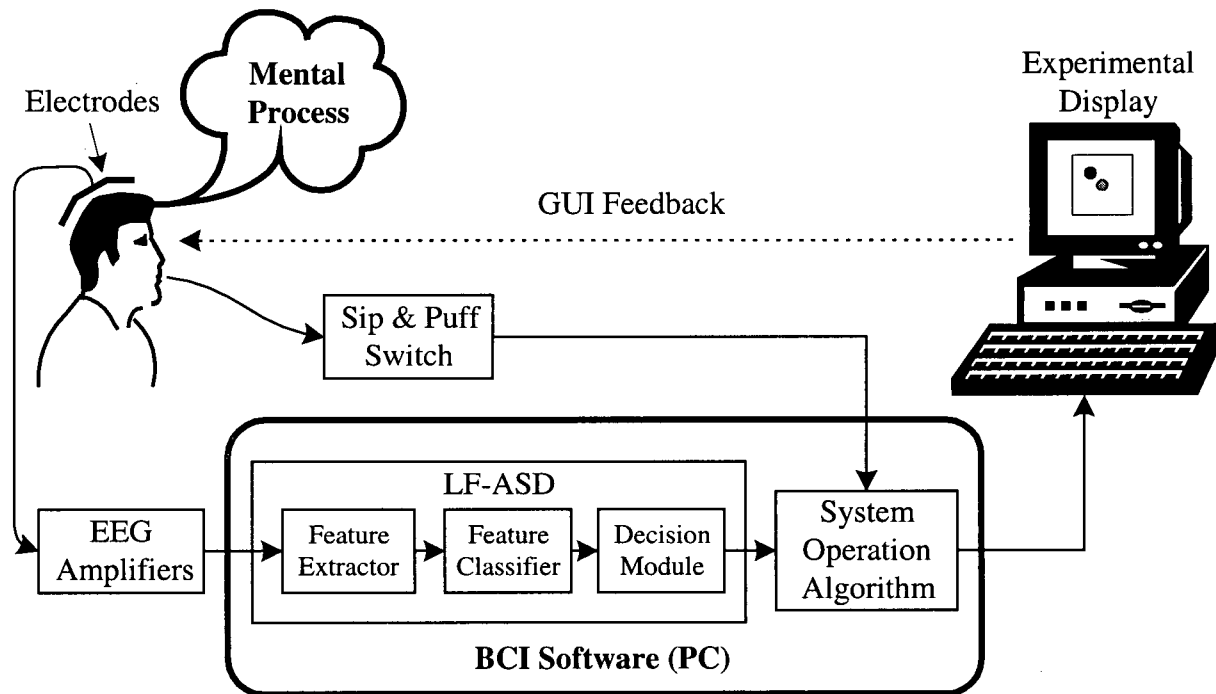 Mental
Process
Electrodes
Experimental
Display
GUI Feedback
Sip & Puff
Switch
LF-ASD
EEG
Amplifiers
Feature
Extractor
Feature
Classifier
Decision
Module
System
Operation
Algorithm
BCI Software (PC)